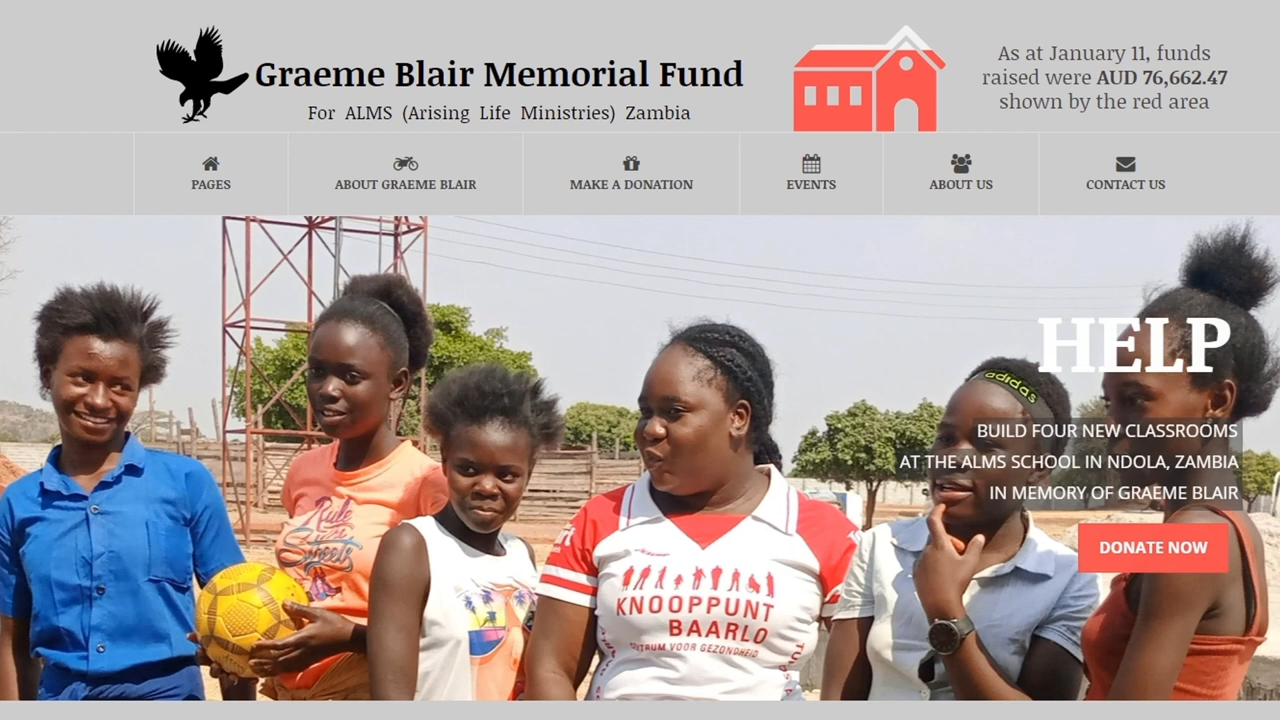 Graeme Blair Memorial Fund
For ALMS (Arising Life Ministries) Zambia
As at January 11, funds
raised were AUD 76,662.47
shown by the red area
PAGES
ABOUT GRAEME BLAIR
MAKE A DONATION
EVENTS
ABOUT US
CONTACT US
HELP
BUILD FOUR NEW CLASSROOMS
AT THE ALMS SCHOOL IN NDOLA, ZAMBIA
IN MEMORY OF GRAEME BLAIR
DONATE NOW
adidas
Rule
Sweets
KNOOPPUNT
BAARLO
CENTRUM VOOR GEZONDHEID